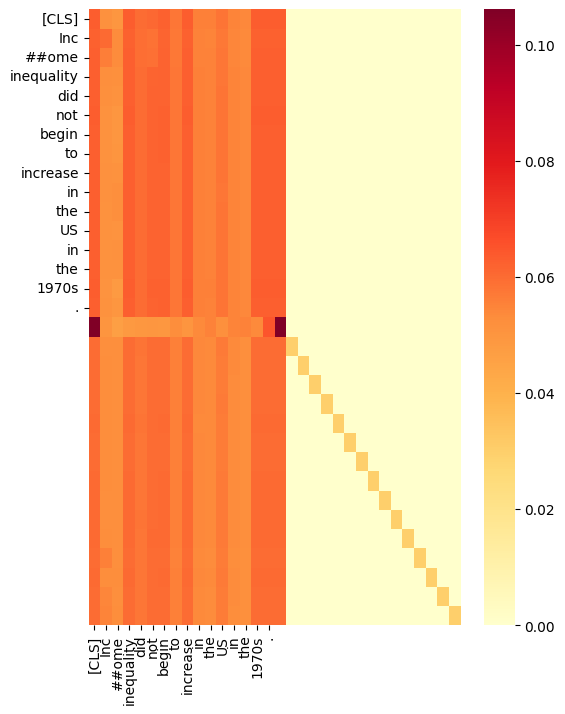 [CLS]
Inc
##ome
inequality
did
not
begin
to
increase
in
the
US
in
the
1970s
.
0.10
0.08
0.06
0.04
0.02
0.00
[CLS]
Inc
##ome
inequality
did
not
begin
to
increase
in
the
US
in
the
1970s
.